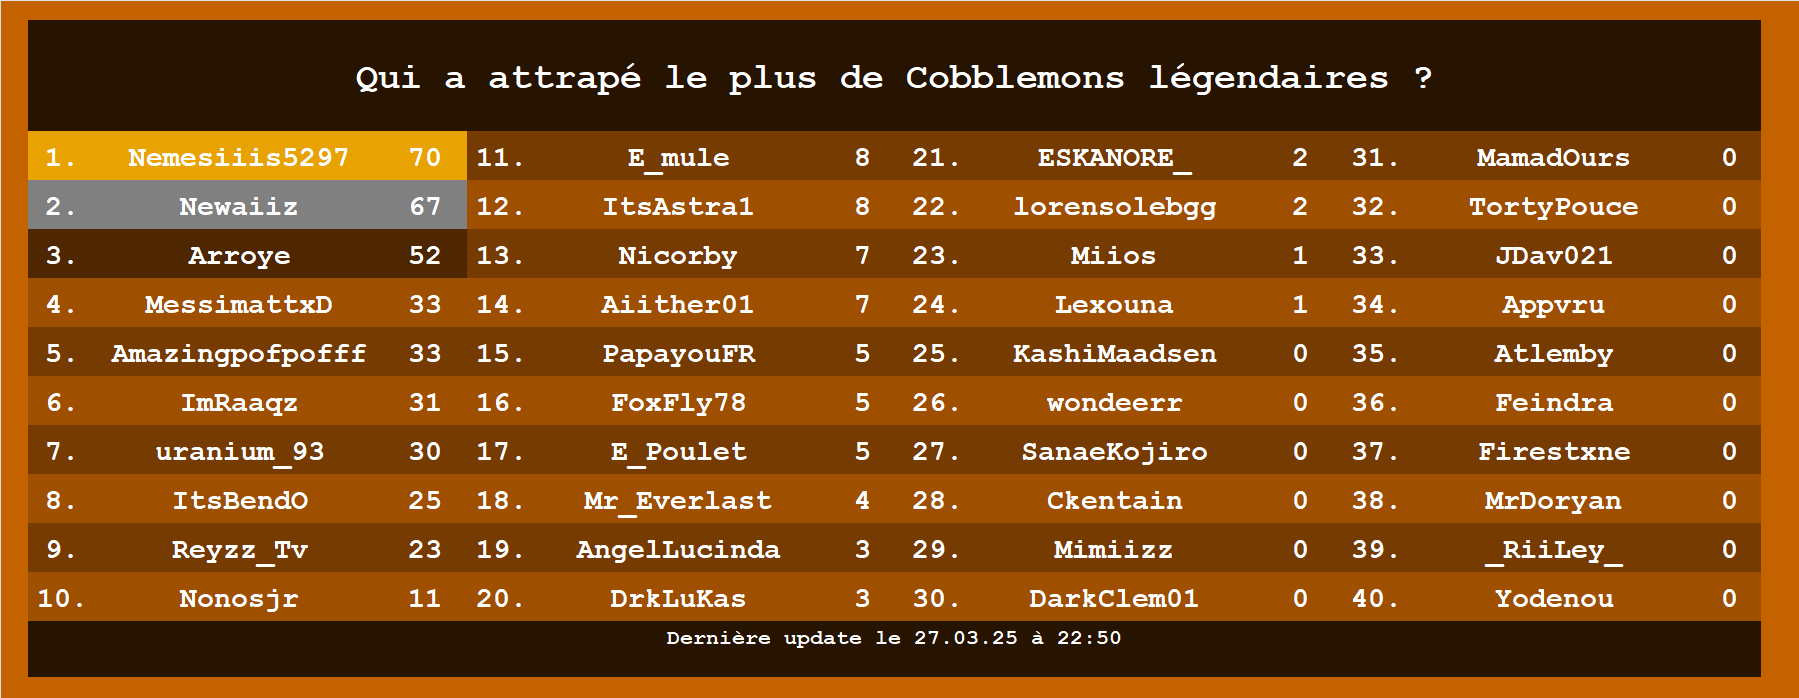 Qui a attrapé le plus de Cobblemons légendaires ?
1. Nemesiiis5297 70 11. E_mule 8 21. ESKANORE_ 2 31. MamadOurs 0
2. Newaiiz 67 12. ItsAstra1 8 22. lorensolebgg 2 32. TortyPouce 0
3. Arroye 52 13. Nicorby 7 23. Miios 1 33. JDav021 0
4. MessimattxD 33 14. Aiither01 7 24. Lexouna 1 34. Appvru 0
5. Amazingpofpofff 33 15. PapayouFR 5 25. KashiMaadsen 0 35. Atlemby 0
6. ImRaaqz 31 16. FoxFly78 5 26. wondeerr 0 36. Feindra 0
7. uranium_93 30 17. E_Poulet 5 27. SanaeKojiro 0 37. Firestxne 0
8. ItsBendO 25 18. Mr_Everlast 4 28. Ckentain 0 38. MrDoryan 0
9. Reyzz_Tv 23 19. AngelLucinda 3 29. Mimiizz 0 39. _RiiLey_ 0
10. Nonosjr 11 20. DrkLuKas 3 30. DarkClem01 0 40. Yodenou 0
Dernière update le 27.03.25 à 22:50